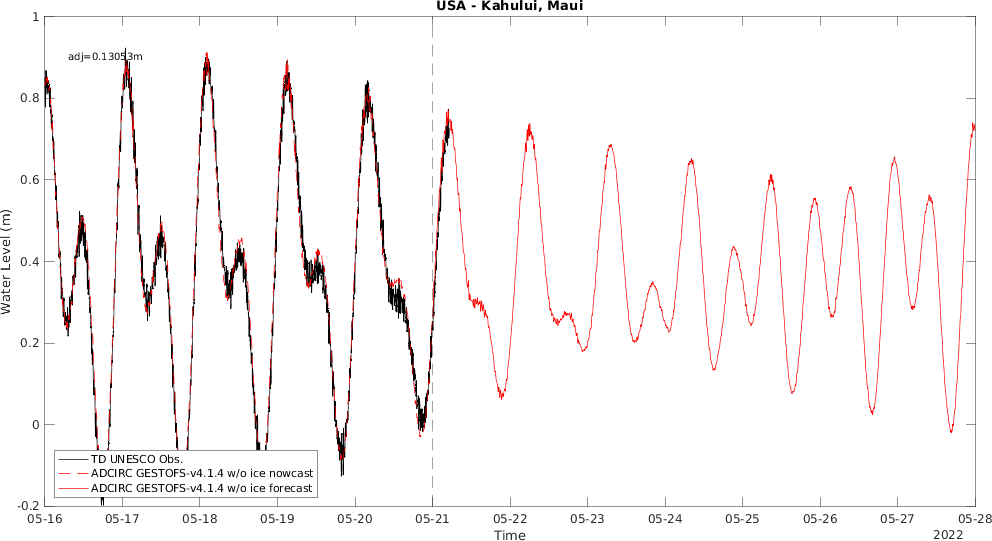 USA - Kahului, Maui
adj=0.13053m
Water Level (m)
1
0.8
0.6
0.4
0.2
0
-0.2
TD UNESCO Obs.
ADCIRC GESTOFS-v4.1.4 w/o ice nowcast
ADCIRC GESTOFS-v4.1.4 w/o ice forecast
05-16 05-17 05-18 05-19 05-20 05-21 05-22 05-23 05-24 05-25 05-26 05-27 05-28
Time
2022